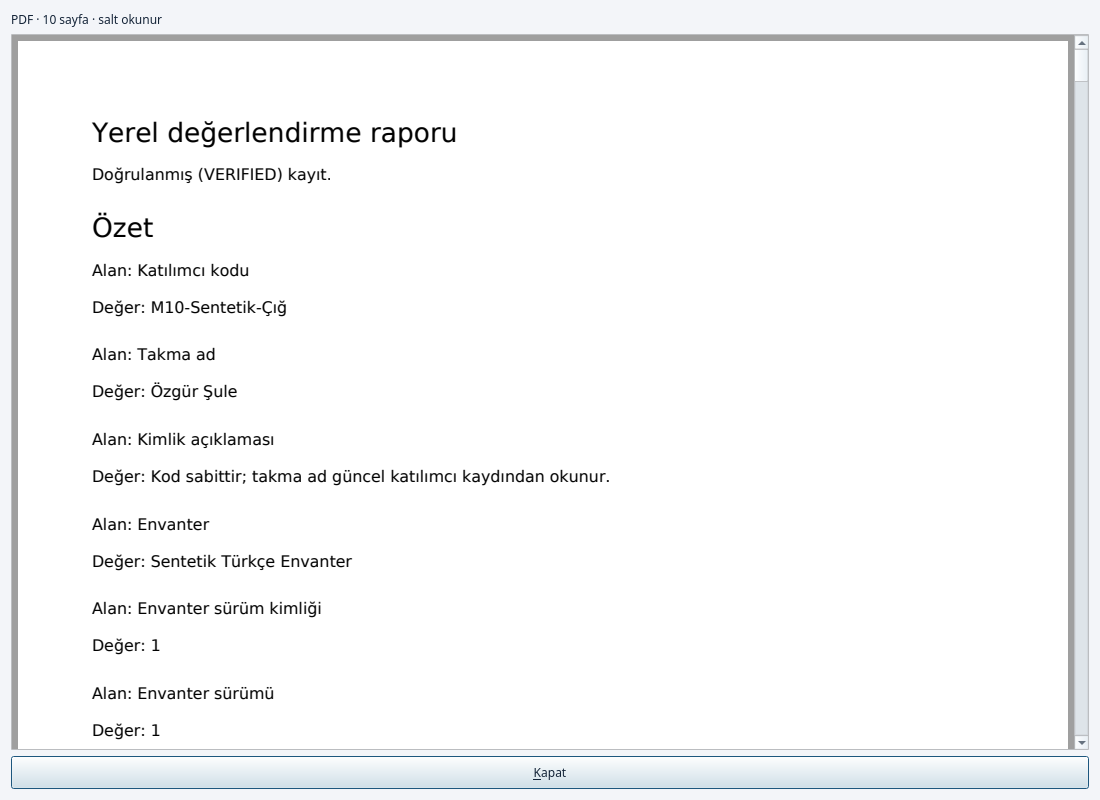 PDF · 10 sayfa · salt okunur
Yerel değerlendirme raporu
Doğrulanmış (VERIFIED) kayıt.
Özet
Alan: Katılımcı kodu
Değer: M10-Sentetik-Çığ
Alan: Takma ad
Değer: Özgür Şule
Alan: Kimlik açıklaması
Değer: Kod sabittir; takma ad güncel katılımcı kaydından okunur.
Alan: Envanter
Değer: Sentetik Türkçe Envanter
Alan: Envanter sürüm kimliği
Değer: 1
Alan: Envanter sürümü
Değer: 1
Kapat